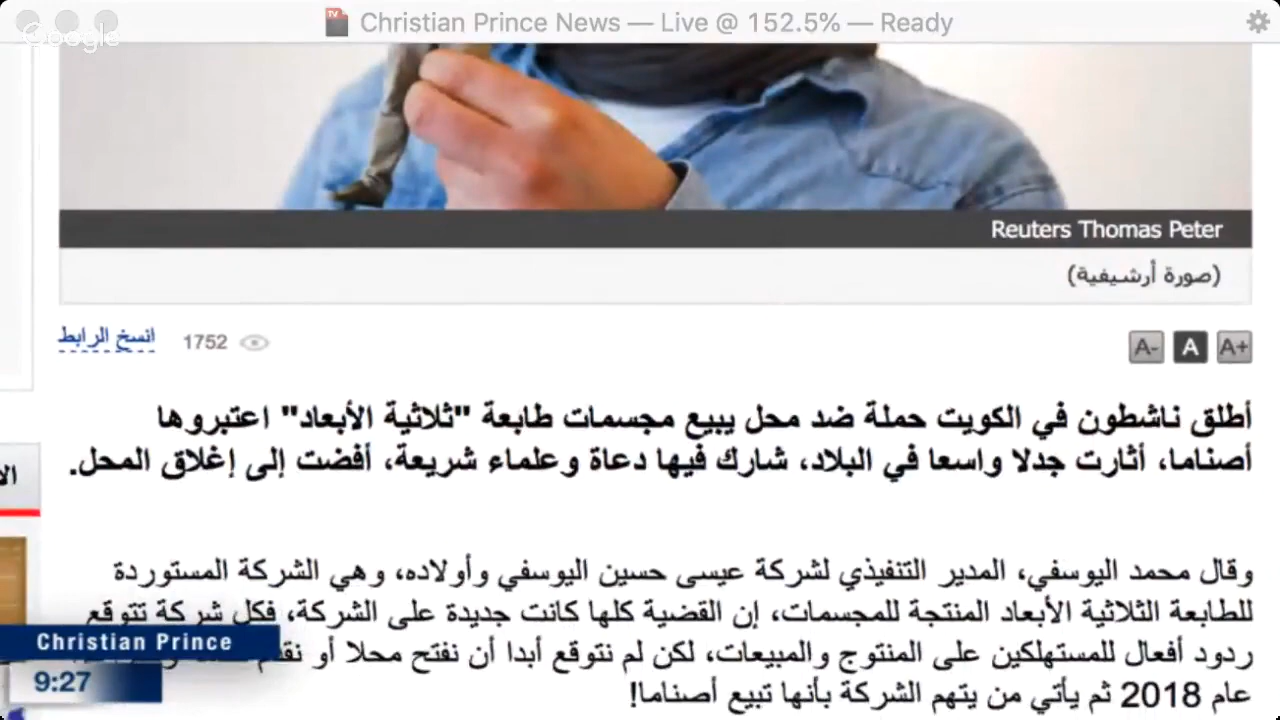 Christian Prince News — Live @ 152.5% — Ready
Google
Reuters Thomas Peter
(صورة أرشيفية)
انسخ الرابط
1752
A- A A+
أطلق ناشطون في الكويت حملة ضد محل يبيع مجسمات طابعة "ثلاثية الأبعاد" اعتبروها
أصناما، أثارت جدلا واسعا في البلاد، شارك فيها دعاة وعلماء شريعة، أفضت إلى إغلاق المحل.
وقال محمد اليوسفي، المدير التنفيذي لشركة عيسى حسين اليوسفي وأولاده، وهي الشركة المستوردة
للطابعة الثلاثية الأبعاد المنتجة للمجسمات، إن القضية كلها كانت جديدة على الشركة، فكل شركة تتوقع
ردود أفعال للمستهلكين على المنتوج والمبيعات، لكن لم نتوقع أبدا أن نفتح محلا أو
عام 2018 ثم يأتي من يتهم الشركة بأنها تبيع أصناما!
Christian Prince
9:27